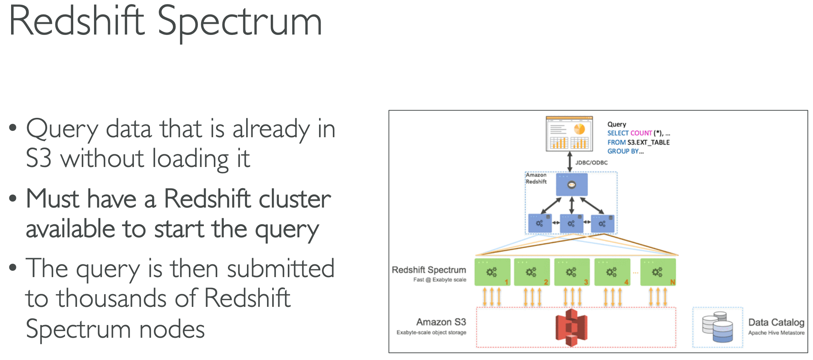 Redshift Spectrum
• Query data that is already in
S3 without loading it
• Must have a Redshift cluster
available to start the query
• The query is then submitted
to thousands of Redshift
Spectrum nodes
Query
SELECT COUNT (*), …
FROM S3.EXT_TABLE
GROUP BY…
JDBC/ODBC
Amazon
Redshift
Redshift Spectrum
Fast @ Exabyte scale
1 2 3 4 ... N
Amazon S3
Exabyte-scale object storage
Data Catalog
Apache Hive Metastore